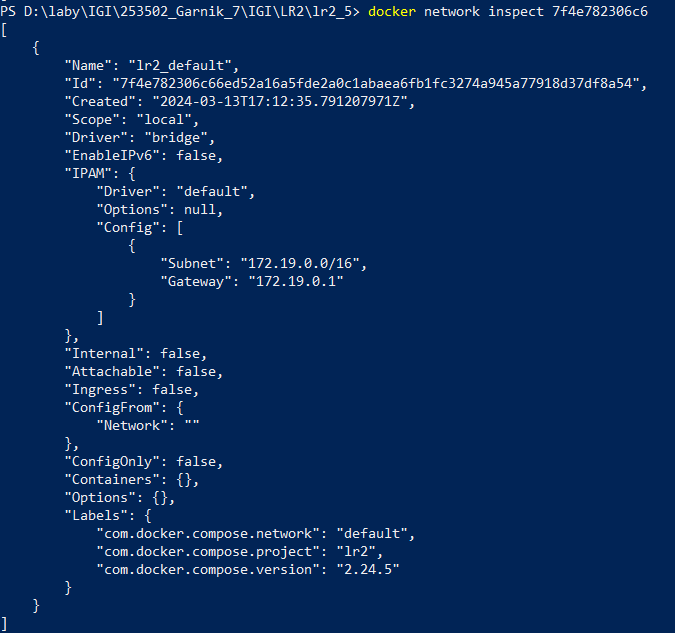 PS D:\laby\IGI\253502_Garnik_7\IGI\LR2\lr2_5> docker network inspect 7f4e782306c6
[
    {
        "Name": "lr2_default",
        "Id": "7f4e782306c66ed52a16a5fde2a0c1abaea6fb1fc3274a945a77918d37df8a54",
        "Created": "2024-03-13T17:12:35.791207971Z",
        "Scope": "local",
        "Driver": "bridge",
        "EnableIPv6": false,
        "IPAM": {
            "Driver": "default",
            "Options": null,
            "Config": [
                {
                    "Subnet": "172.19.0.0/16",
                    "Gateway": "172.19.0.1"
                }
            ]
        },
        "Internal": false,
        "Attachable": false,
        "Ingress": false,
        "ConfigFrom": {
            "Network": ""
        },
        "ConfigOnly": false,
        "Containers": {},
        "Options": {},
        "Labels": {
            "com.docker.compose.network": "default",
            "com.docker.compose.project": "lr2",
            "com.docker.compose.version": "2.24.5"
        }
    }
]